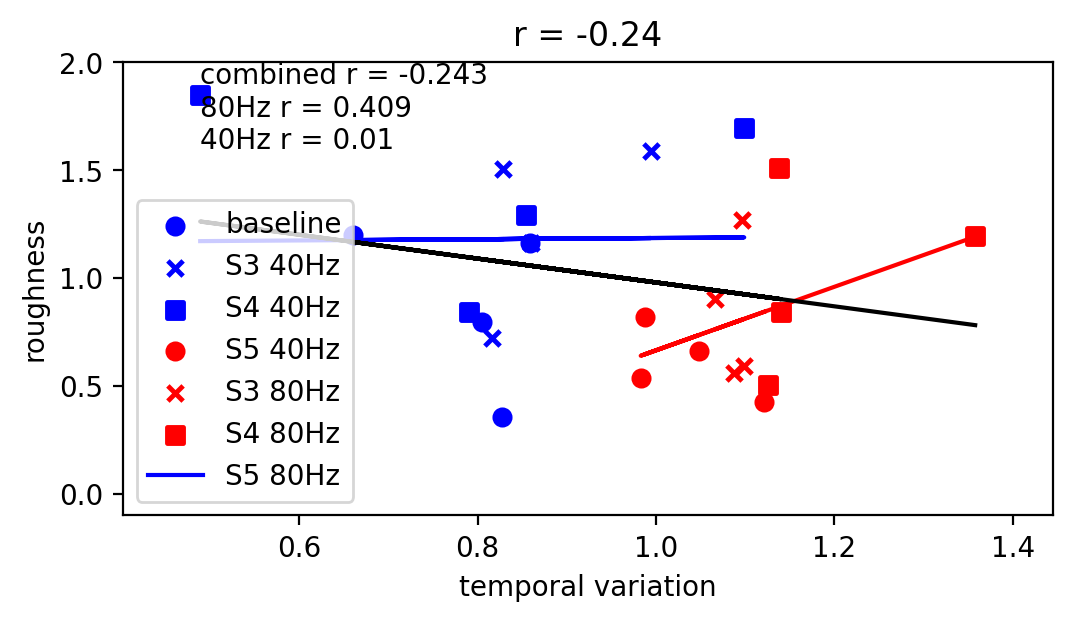 r = -0.24
combined r = -0.243
80Hz r = 0.409
40Hz r = 0.01
2.0
1.5
1.0
0.5
0.0
roughness
baseline
S3 40Hz
S4 40Hz
S5 40Hz
S3 80Hz
S4 80Hz
S5 80Hz
0.6 0.8 1.0 1.2 1.4
temporal variation